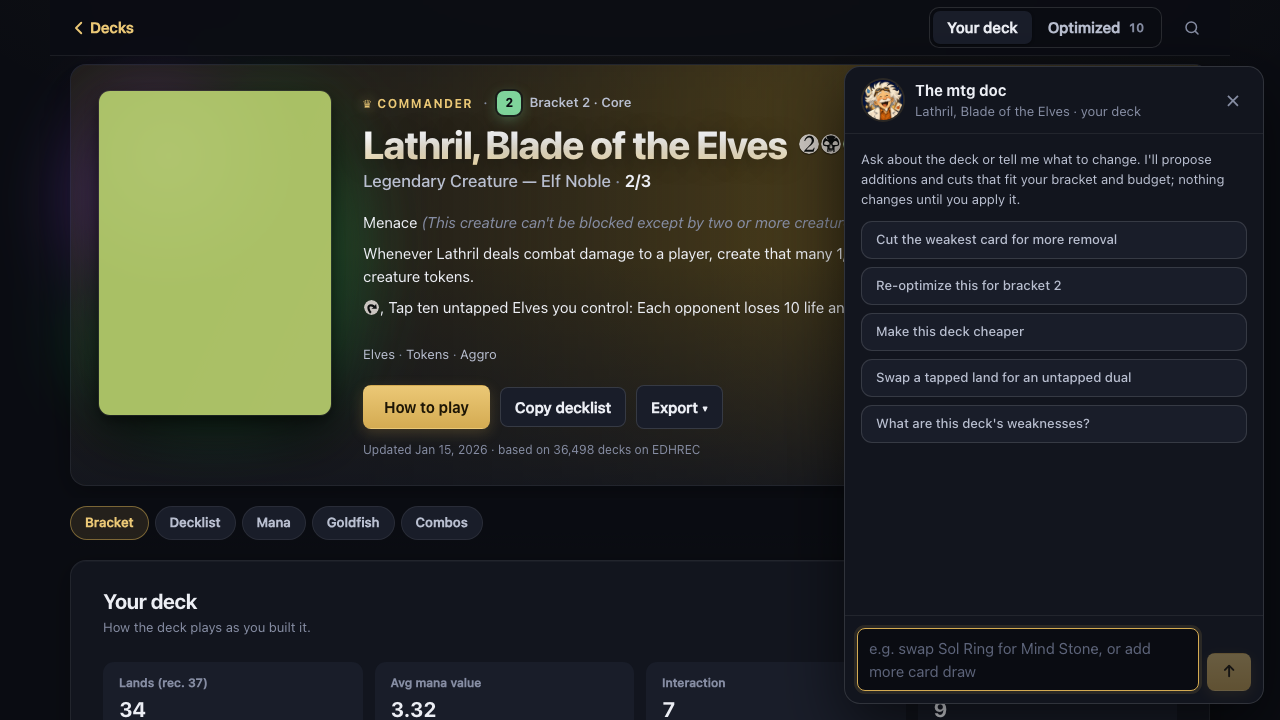 Decks
Your deck
Optimized 10
COMMANDER · 2 Bracket 2 · Core
Lathril, Blade of the Elves 2
Legendary Creature — Elf Noble · 2/3
Menace (This creature can't be blocked except by two or more
Whenever Lathril deals combat damage to a player, create that many
creature tokens.
, Tap ten untapped Elves you control: Each opponent loses 10 life
Elves · Tokens · Aggro
How to play
Copy decklist
Export ▾
Updated Jan 15, 2026 · based on 36,498 decks on EDHREC
Bracket
Decklist
Mana
Goldfish
Combos
Your deck
How the deck plays as you built it.
Lands (rec. 37)
34
Avg mana value
3.32
Interaction
7
9
The mtg doc
Lathril, Blade of the Elves · your deck
Ask about the deck or tell me what to change. I'll propose
additions and cuts that fit your bracket and budget; nothing
changes until you apply it.
Cut the weakest card for more removal
Re-optimize this for bracket 2
Make this deck cheaper
Swap a tapped land for an untapped dual
What are this deck's weaknesses?
e.g. swap Sol Ring for Mind Stone, or add
more card draw